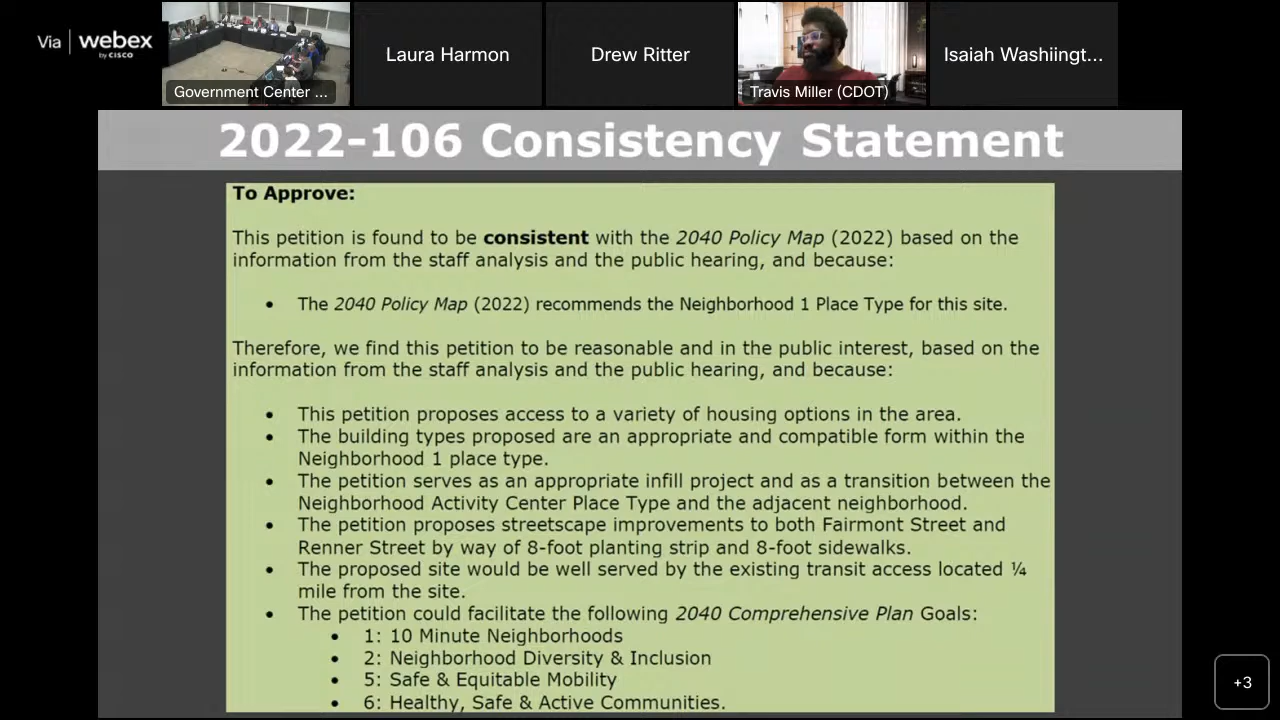 Via | webex
by CISCO
Government Center ...
Laura Harmon
Drew Ritter
Travis Miller (CDOT)
Isaiah Washiingt...
2022-106 Consistency Statement
To Approve:
This petition is found to be consistent with the 2040 Policy Map (2022) based on the
information from the staff analysis and the public hearing, and because:
• The 2040 Policy Map (2022) recommends the Neighborhood 1 Place Type for this site.
Therefore, we find this petition to be reasonable and in the public interest, based on the
information from the staff analysis and the public hearing, and because:
• This petition proposes access to a variety of housing options in the area.
• The building types proposed are an appropriate and compatible form within the
Neighborhood 1 place type.
• The petition serves as an appropriate infill project and as a transition between the
Neighborhood Activity Center Place Type and the adjacent neighborhood.
• The petition proposes streetscape improvements to both Fairmont Street and
Renner Street by way of 8-foot planting strip and 8-foot sidewalks.
• The proposed site would be well served by the existing transit access located ¼
mile from the site.
• The petition could facilitate the following 2040 Comprehensive Plan Goals:
• 1: 10 Minute Neighborhoods
• 2: Neighborhood Diversity & Inclusion
• 5: Safe & Equitable Mobility
• 6: Healthy, Safe & Active Communities.
+3